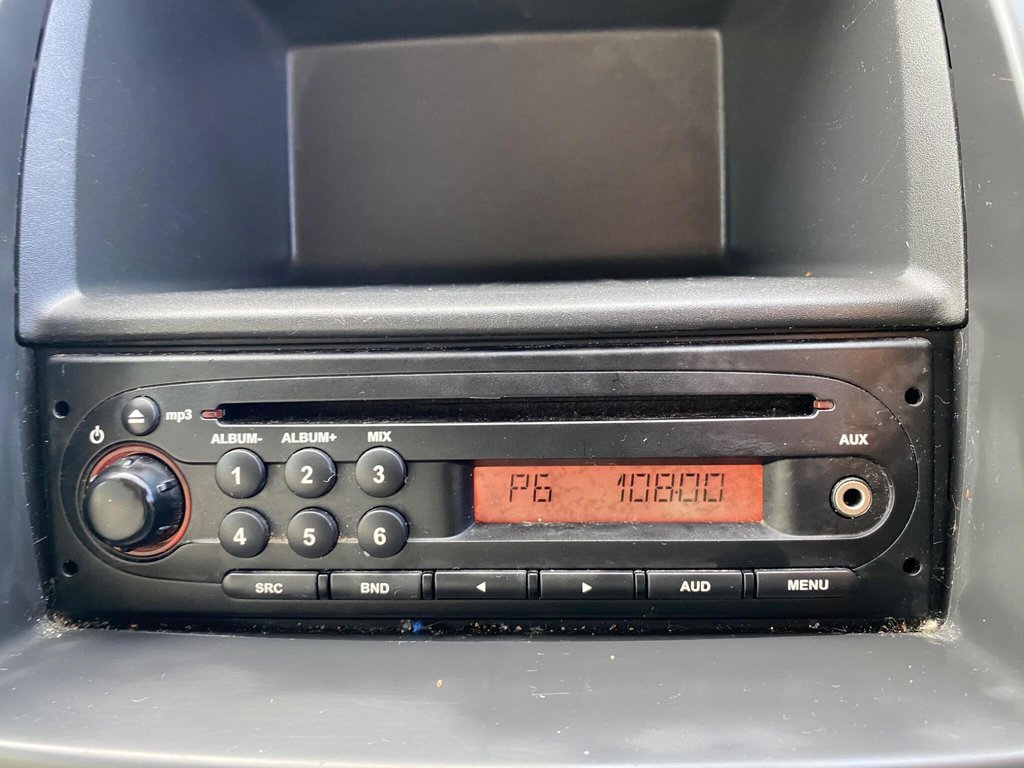 mp3
ALBUM- ALBUM+ MIX
AUX
1 2 3
P6 10800
4 5 6
SRC BND AUD MENU